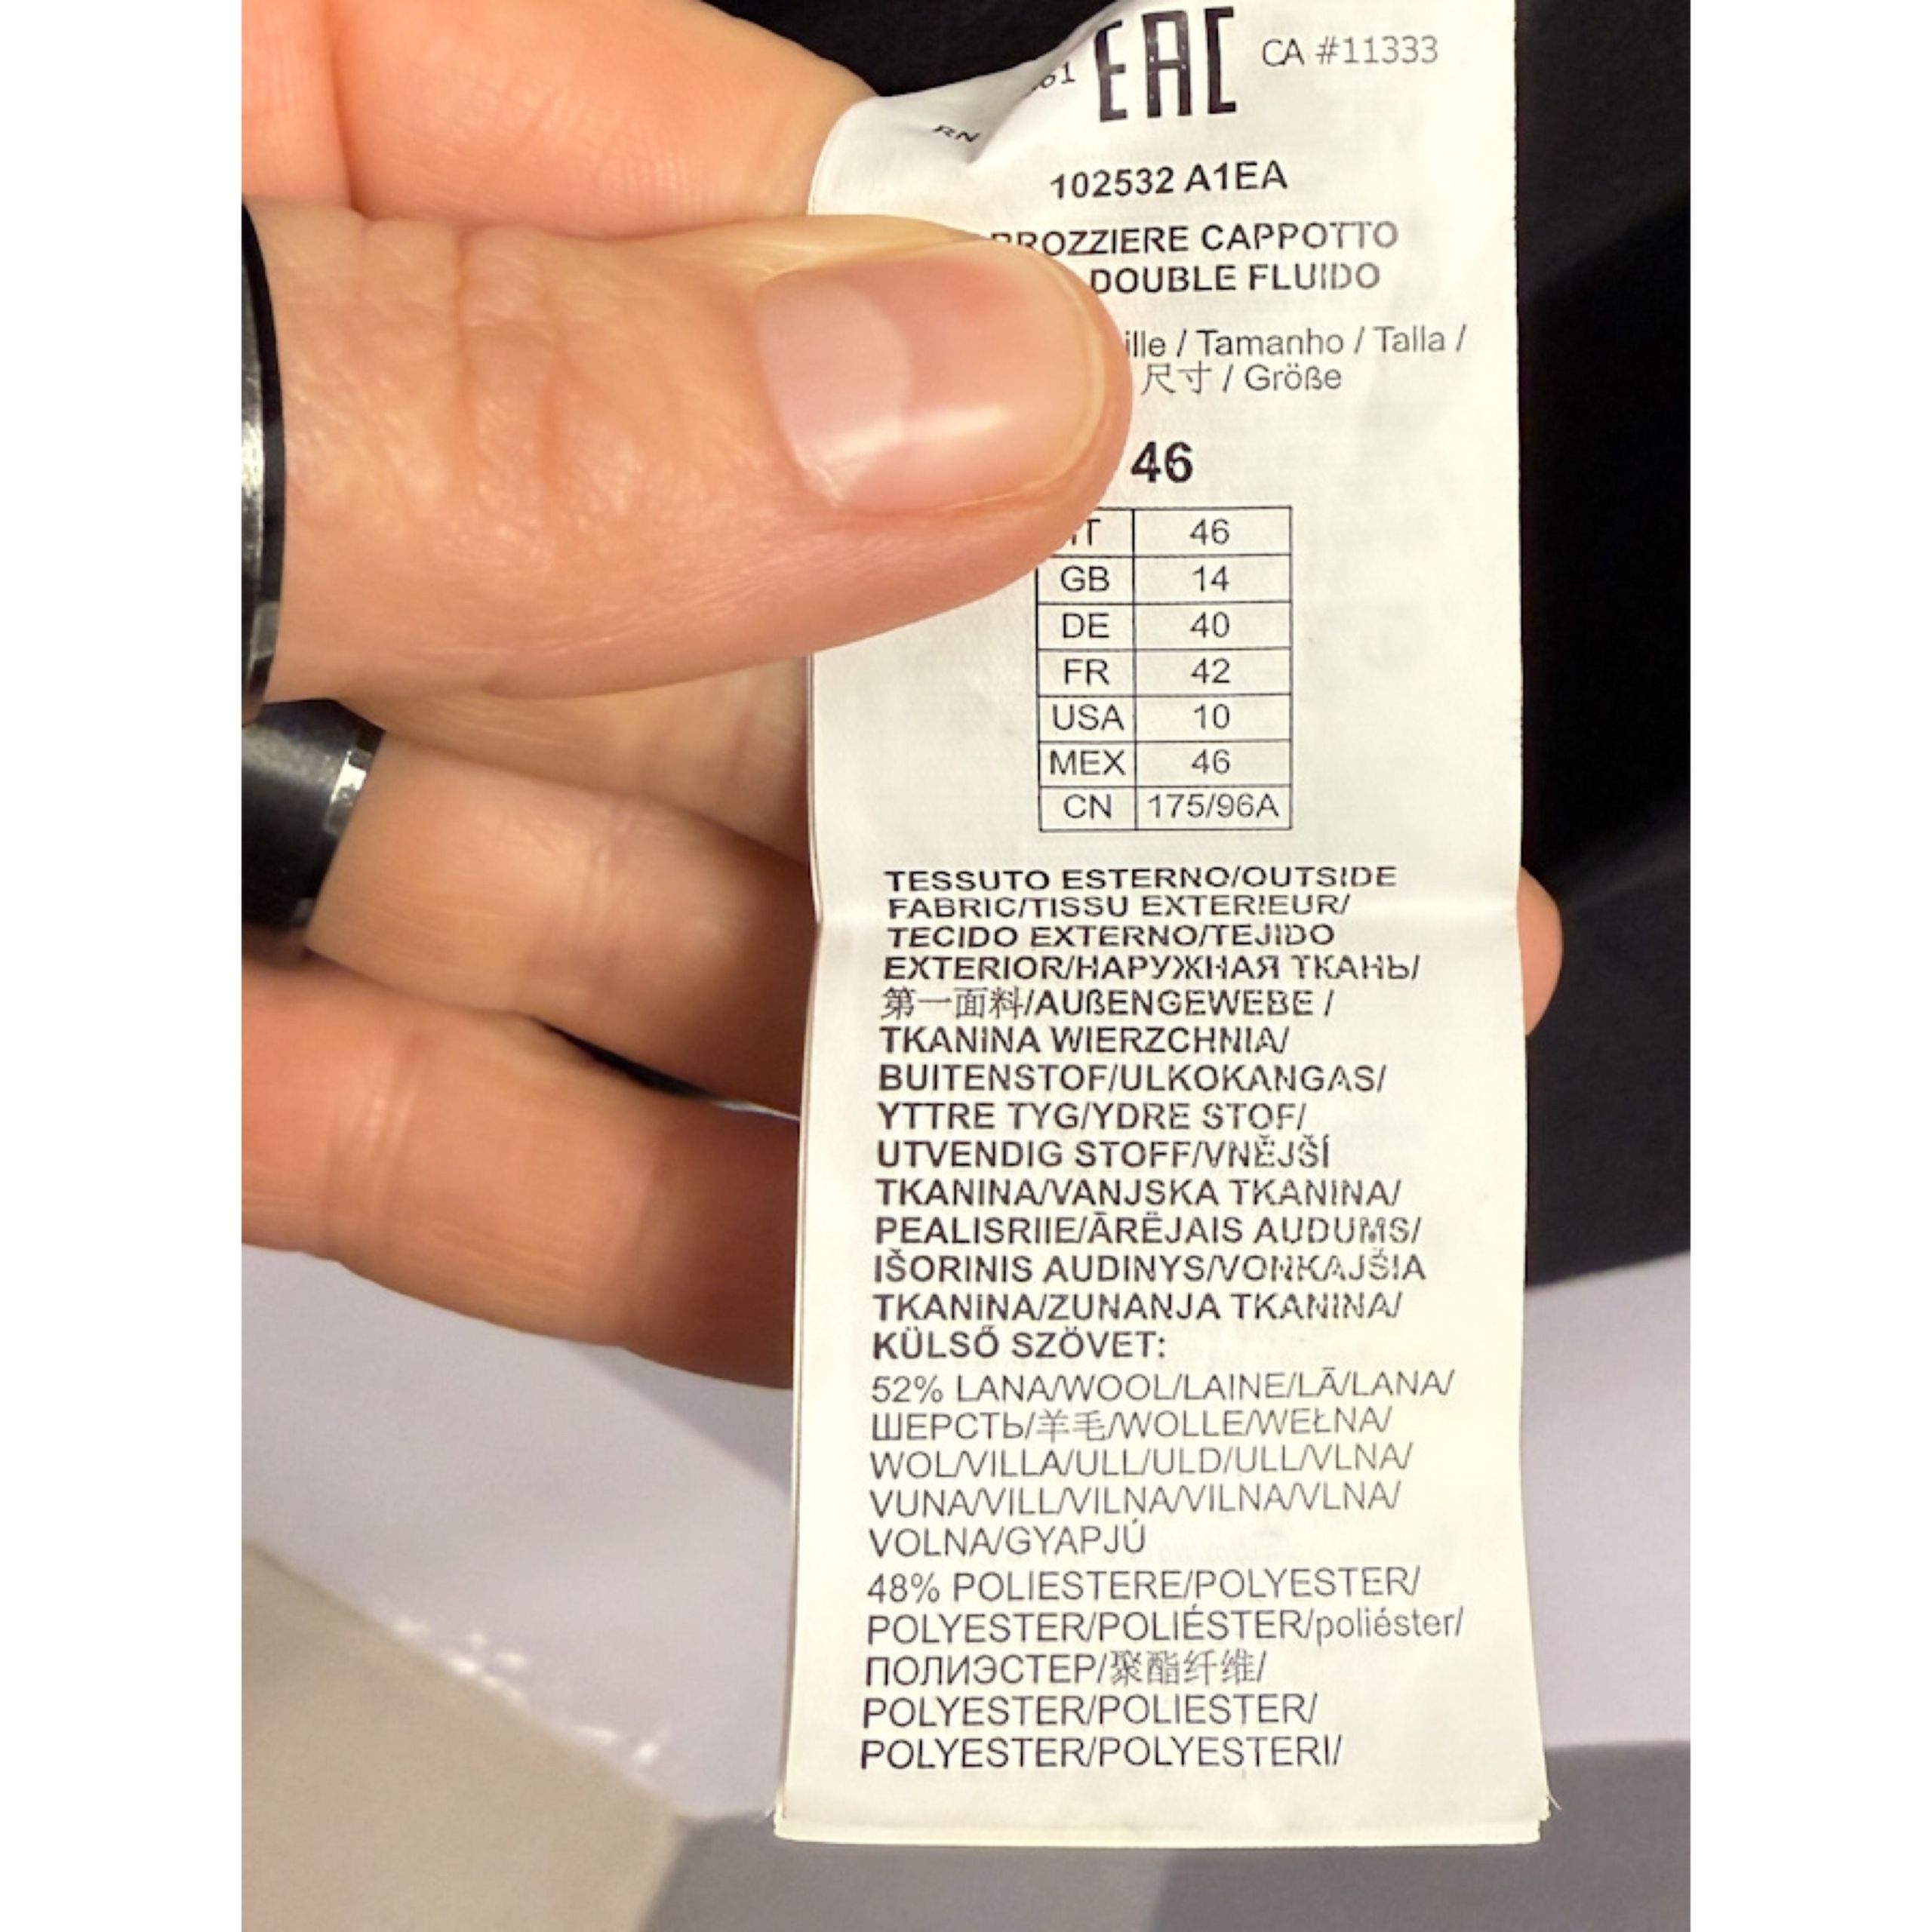 61 EAC CA #11333
RN
102532 A1EA
CAPPOTTO
DOUBLE FLUIDO
/ Tamanho / Talla /
尺寸 / Größe
46
IT 46
GB 14
DE 40
FR 42
USA 10
MEX 46
CN 175/96A
TESSUTO ESTERNO/OUTSIDE
FABRIC/TISSU EXTERIEUR/
TECIDO EXTERNO/TEJIDO
EXTERIOR/НАРУЖНАЯ ТКАНЬ/
第一面料/AUßENGEWEBE /
TKANINA WIERZCHNIA/
BUITENSTOF/ULKOKANGAS/
YTTRE TYG/YDRE STOF/
UTVENDIG STOFF/VNĚJŠÍ
TKANINA/VANJSKA TKANINA/
PEALISRIIE/ĀRĒJAIS AUDUMS/
IŠORINIS AUDINYS/VONKAJŠIA
TKANINA/ZUNANJA TKANINA/
KÜLSŐ SZÖVET:
52% LANA/WOOL/LAINE/LÃ/LANA/
ШЕРСТЬ/羊毛/WOLLE/WEŁNA/
WOL/VILLA/ULL/ULD/ULL/VLNA/
VUNA/VILL/VILNA/VILNA/VLNA/
VOLNA/GYAPJÚ
48% POLIESTERE/POLYESTER/
POLYESTER/POLIÉSTER/poliéster/
ПОЛИЭСТЕР/聚酯纤维/
POLYESTER/POLIESTER/
POLYESTER/POLYESTERI/